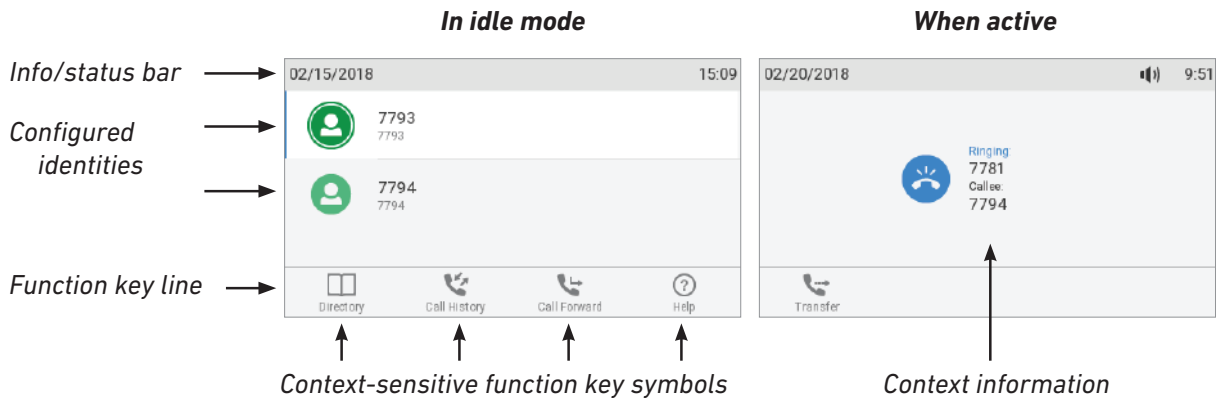 In idle mode
When active
Info/status bar
02/15/2018 15:09
02/20/2018 9:51
Configured
identities
7793
7793
7794
7794
Ringing:
7781
Callee:
7794
Function key line
Directory Call History Call Forward Help
Transfer
Context-sensitive function key symbols
Context information